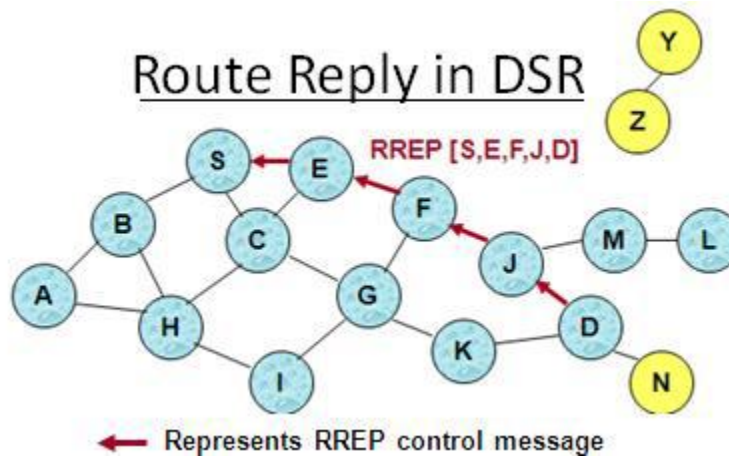 Route Reply in DSR
Y
Z
RREP [S,E,F,J,D]
S
E
F
B
C
M
L
J
A
G
H
D
K
I
N
Represents RREP control message